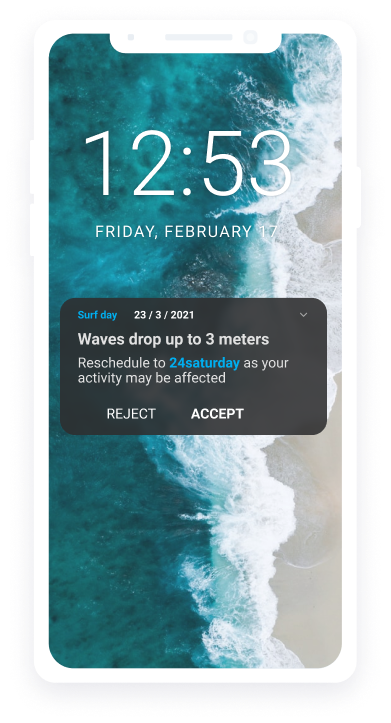 12:53
FRIDAY, FEBRUARY 17
Surf day 23 / 3 / 2021
Waves drop up to 3 meters
Reschedule to 24saturday as your
activity may be affected
REJECT ACCEPT